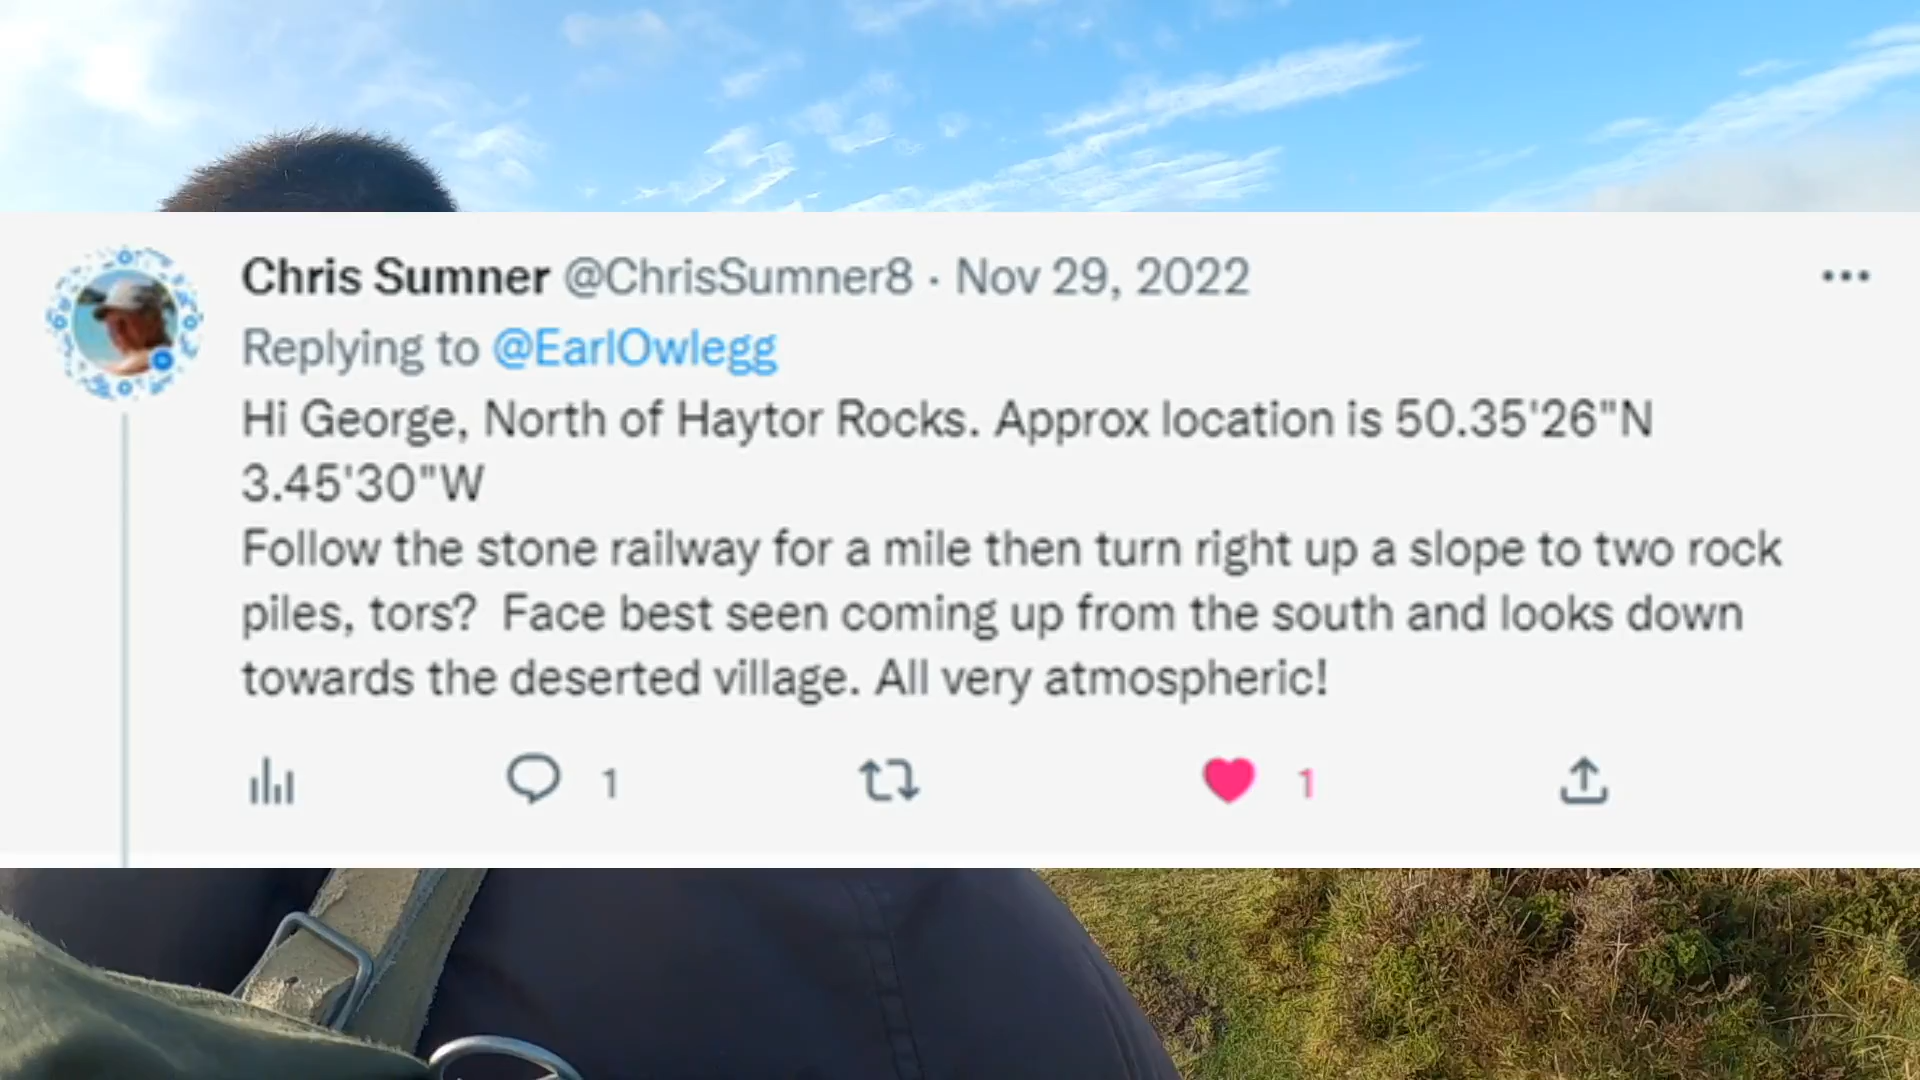 Chris Sumner @ChrisSumner8 · Nov 29, 2022
Replying to @EarlOwlegg
Hi George, North of Haytor Rocks. Approx location is 50.35'26"N
3.45'30"W
Follow the stone railway for a mile then turn right up a slope to two rock
piles, tors?  Face best seen coming up from the south and looks down
towards the deserted village. All very atmospheric!
1
1